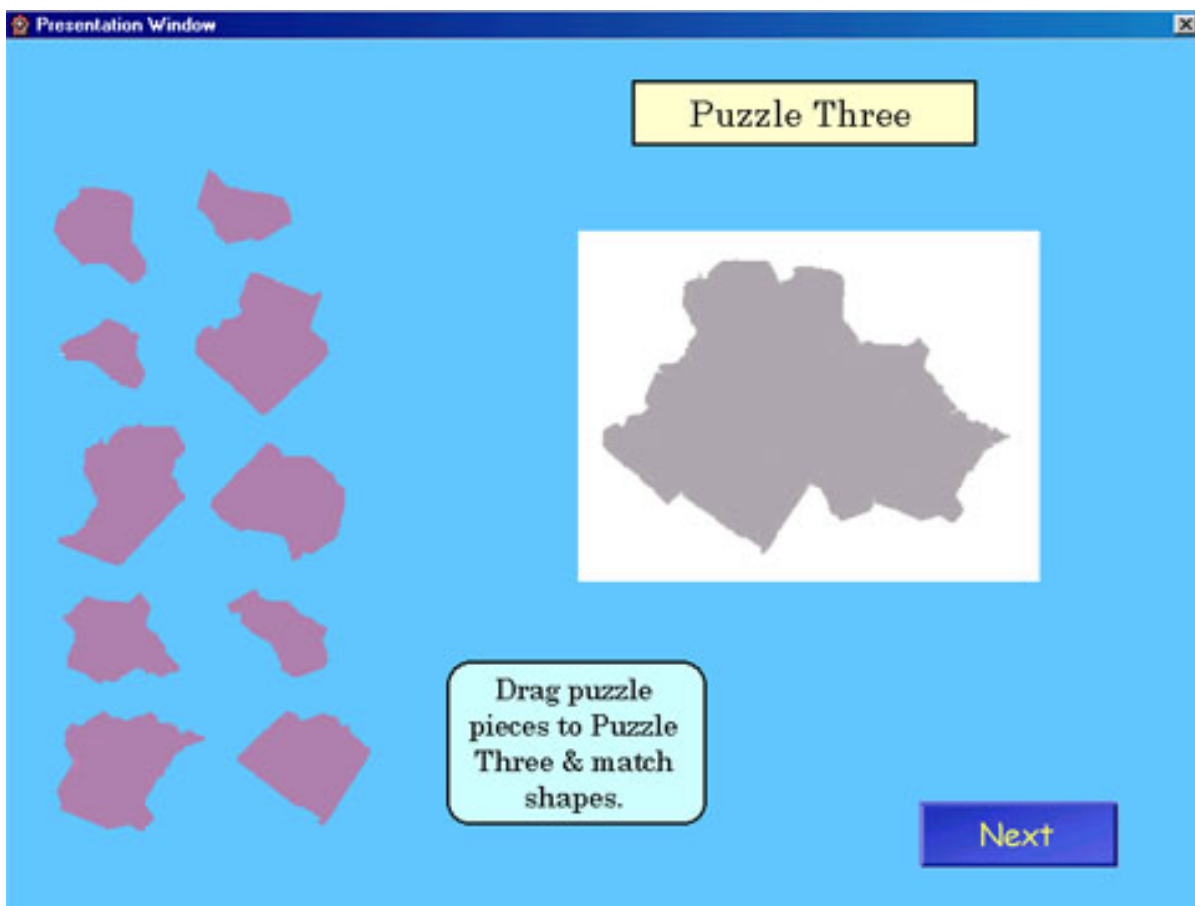 Presentation Window
Puzzle Three
Drag puzzle
pieces to Puzzle
Three & match
shapes.
Next